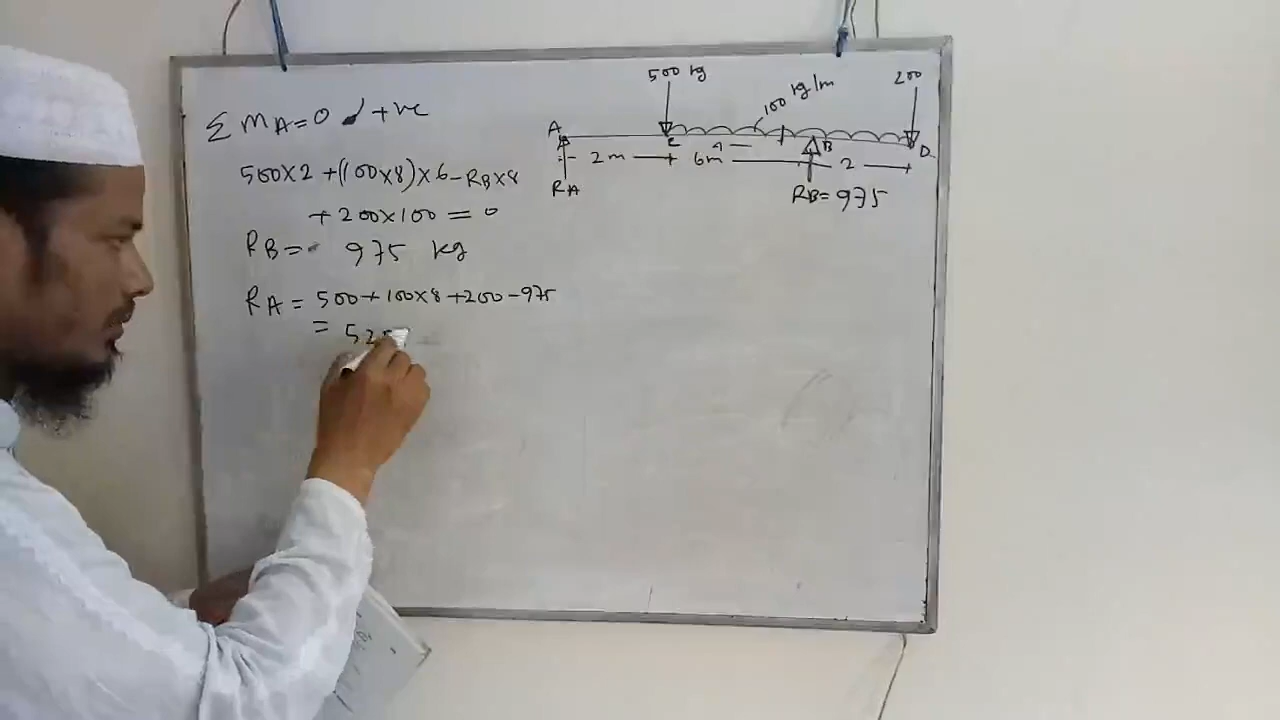 Σ MA=0 +ve
500×2 +(100×8)×6-RB×8
+ 200×100 = 0
RB= 975 kg
RA = 500+100×8+200-975
= 525
500 kg
200
100 kg/m
A
C
4
B
D
2m
6m
2
RA
RB=975